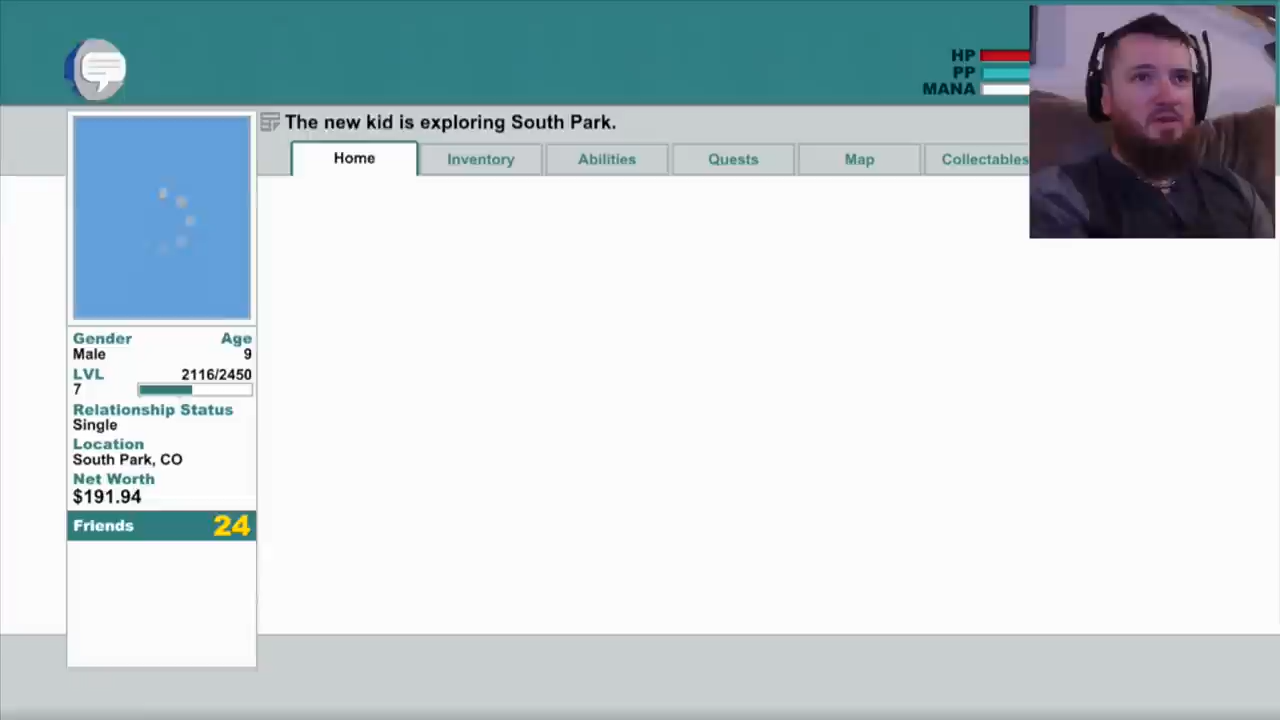 HP
PP
MANA
The new kid is exploring South Park.
Home Inventory Abilities Quests Map Collectables
Gender Age
Male 9
LVL 2116/2450
7
Relationship Status
Single
Location
South Park, CO
Net Worth
$191.94
Friends 24